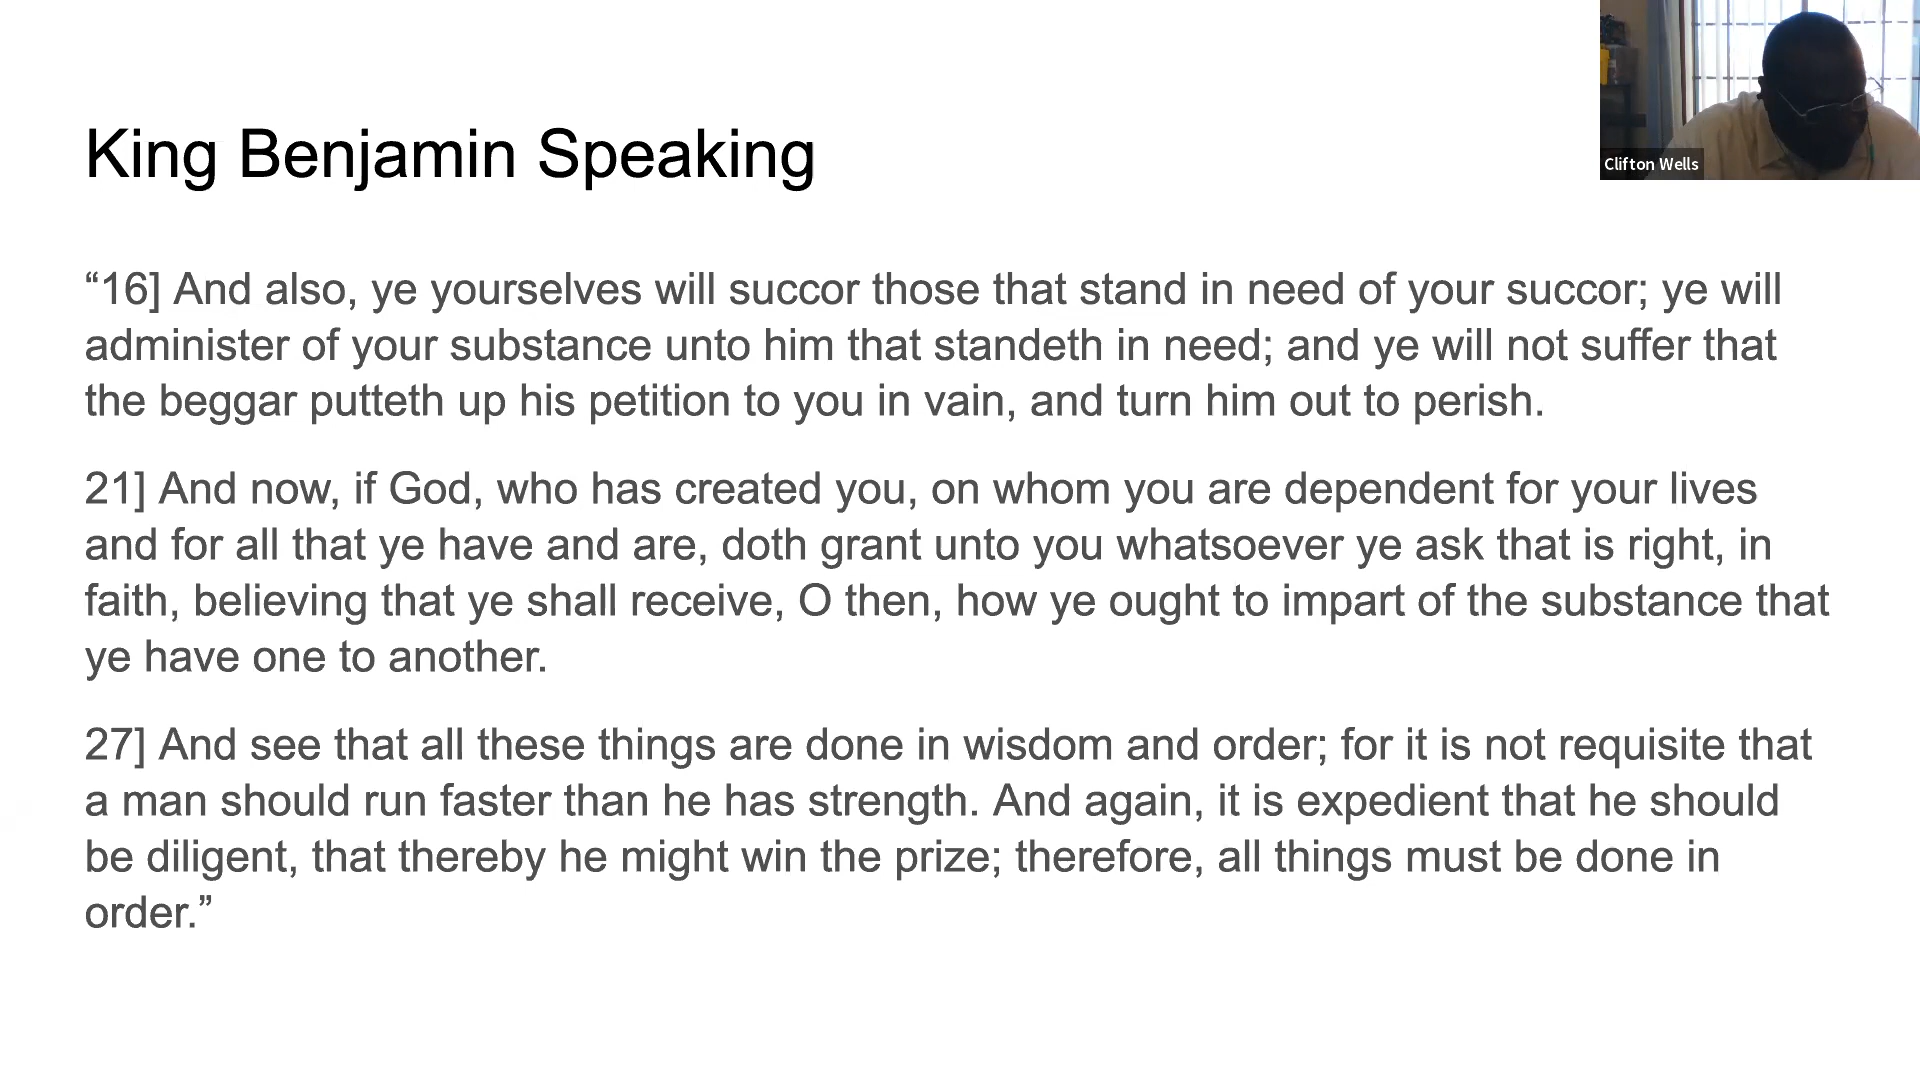 King Benjamin Speaking
Clifton Wells
“16] And also, ye yourselves will succor those that stand in need of your succor; ye will
administer of your substance unto him that standeth in need; and ye will not suffer that
the beggar putteth up his petition to you in vain, and turn him out to perish.
21] And now, if God, who has created you, on whom you are dependent for your lives
and for all that ye have and are, doth grant unto you whatsoever ye ask that is right, in
faith, believing that ye shall receive, O then, how ye ought to impart of the substance that
ye have one to another.
27] And see that all these things are done in wisdom and order; for it is not requisite that
a man should run faster than he has strength. And again, it is expedient that he should
be diligent, that thereby he might win the prize; therefore, all things must be done in
order.”